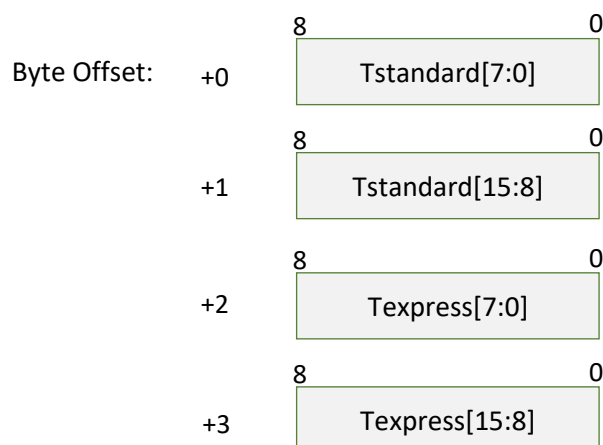 8 0
Byte Offset: +0 Tstandard[7:0]
8 0
+1 Tstandard[15:8]
8 0
+2 Texpress[7:0]
8 0
+3 Texpress[15:8]